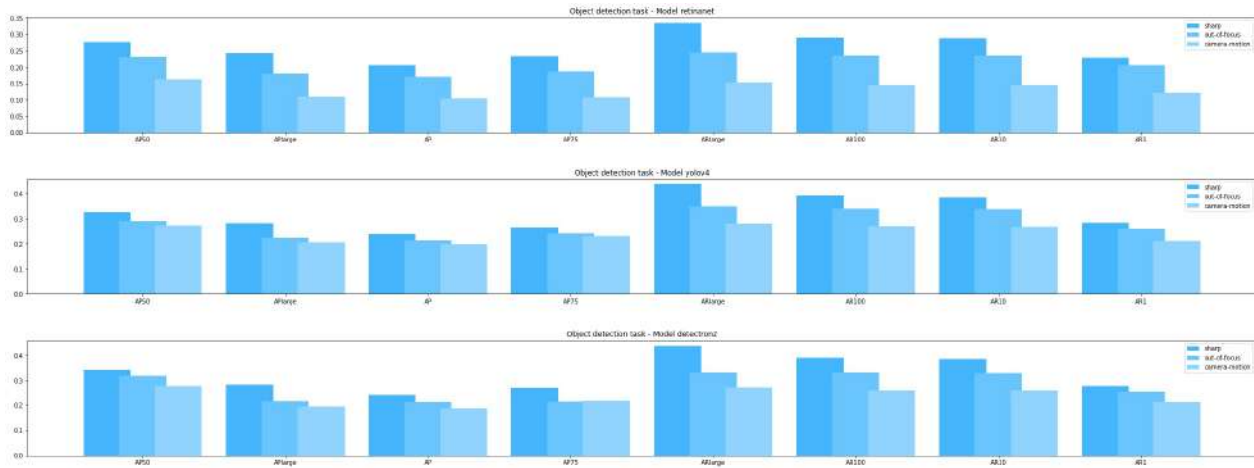 Object detection task - Model retinanet
0.35
0.30
0.25
0.20
0.15
0.10
0.05
0.00
sharp
out-of-focus
camera-motion
AP50 APlarge AP AP75 ARlarge AR100 AR10 AR1
Object detection task - Model yolov4
0.4
0.3
0.2
0.1
0.0
sharp
out-of-focus
camera-motion
AP50 APlarge AP AP75 ARlarge AR100 AR10 AR1
Object detection task - Model detectron2
0.4
0.3
0.2
0.1
0.0
sharp
out-of-focus
camera-motion
AP50 APlarge AP AP75 ARlarge AR100 AR10 AR1